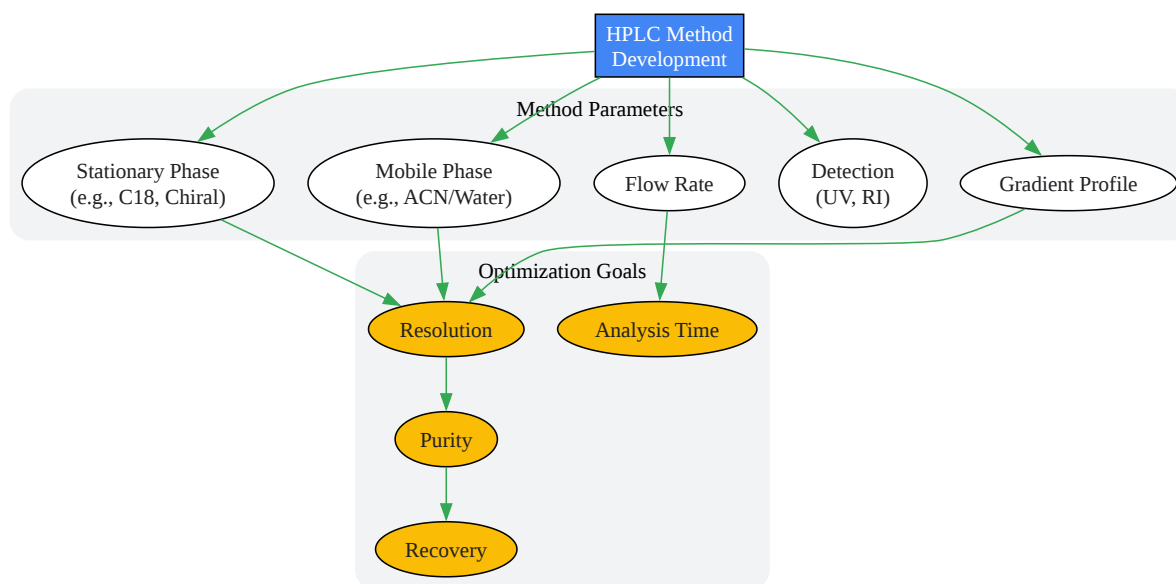 HPLC Method
Development
Method Parameters
Stationary Phase
(e.g., C18, Chiral)
Mobile Phase
(e.g., ACN/Water)
Flow Rate
Detection
(UV, RI)
Gradient Profile
Optimization Goals
Resolution
Analysis Time
Purity
Recovery